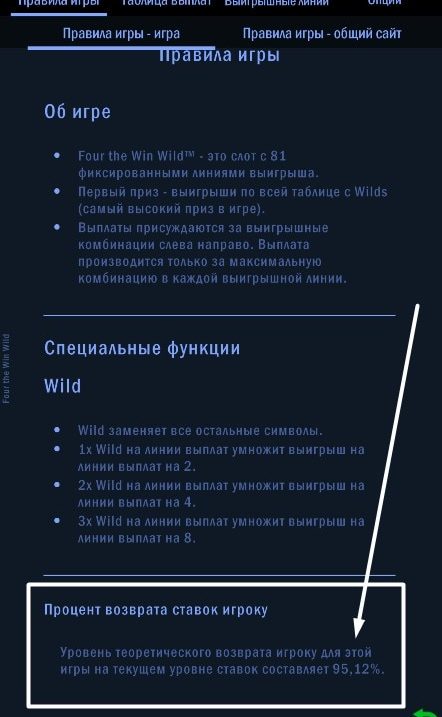 Правила игры Таблица выплат Выигрышные линии Опции
Правила игры - игра Правила игры - общий сайт
Правила игры
Об игре
• Four the Win Wild™ - это слот с 81
фиксированными линиями выигрыша.
• Первый приз - выигрыши по всей таблице с Wilds
(самый высокий приз в игре).
• Выплаты присуждаются за выигрышные
комбинации слева направо. Выплата
производится только за максимальную
комбинацию в каждой выигрышной линии.
Four the Win Wild
Специальные функции
Wild
• Wild заменяет все остальные символы.
• 1x Wild на линии выплат умножит выигрыш на
линии выплат на 2.
• 2x Wild на линии выплат умножит выигрыш на
линии выплат на 4.
• 3x Wild на линии выплат умножит выигрыш на
линии выплат на 8.
Процент возврата ставок игроку
Уровень теоретического возврата игроку для этой
игры на текущем уровне ставок составляет 95,12%.